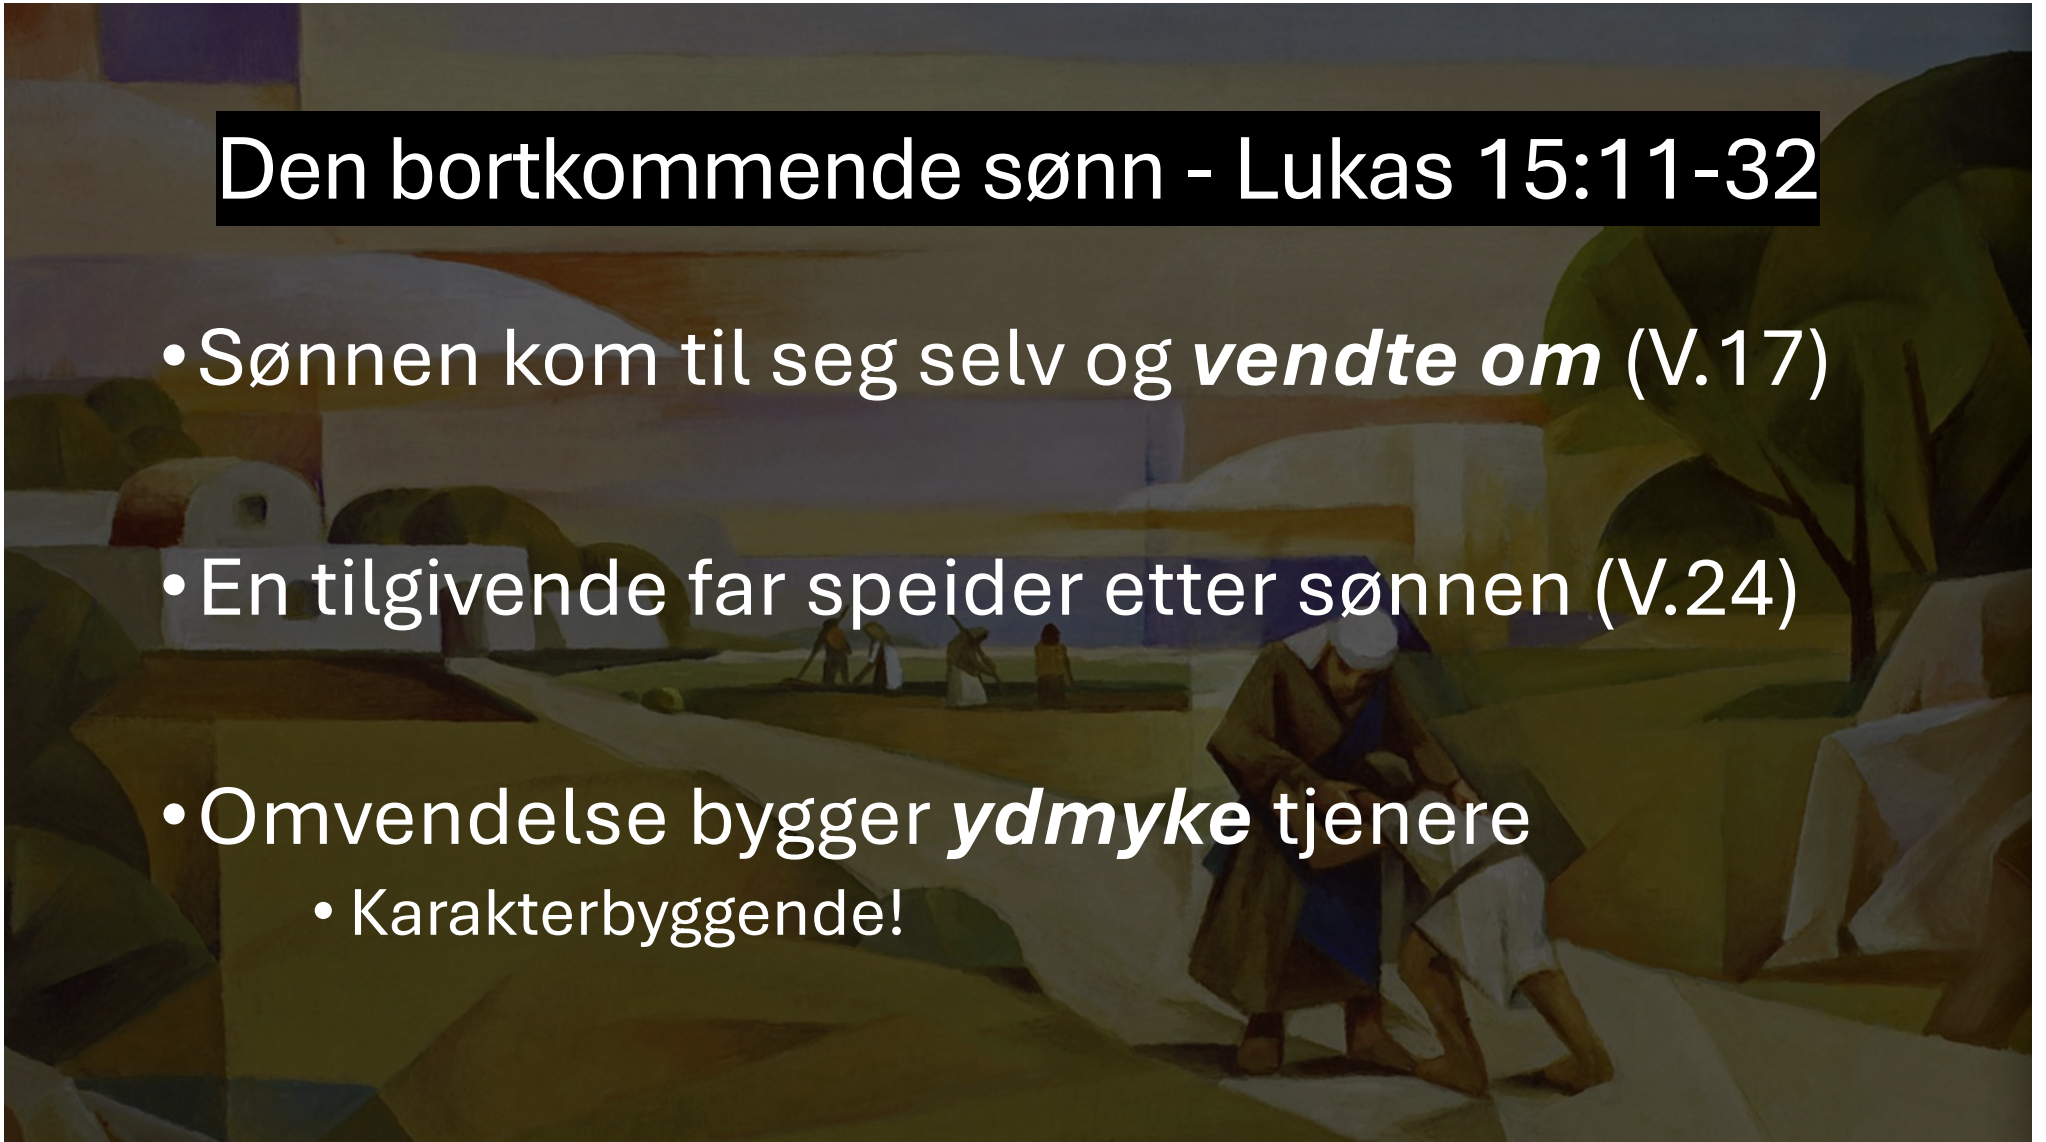 Den bortkommende sønn - Lukas 15:11-32
•Sønnen kom til seg selv og vendte om (V.17)
•En tilgivende far speider etter sønnen (V.24)
•Omvendelse bygger ydmyke tjenere
• Karakterbyggende!